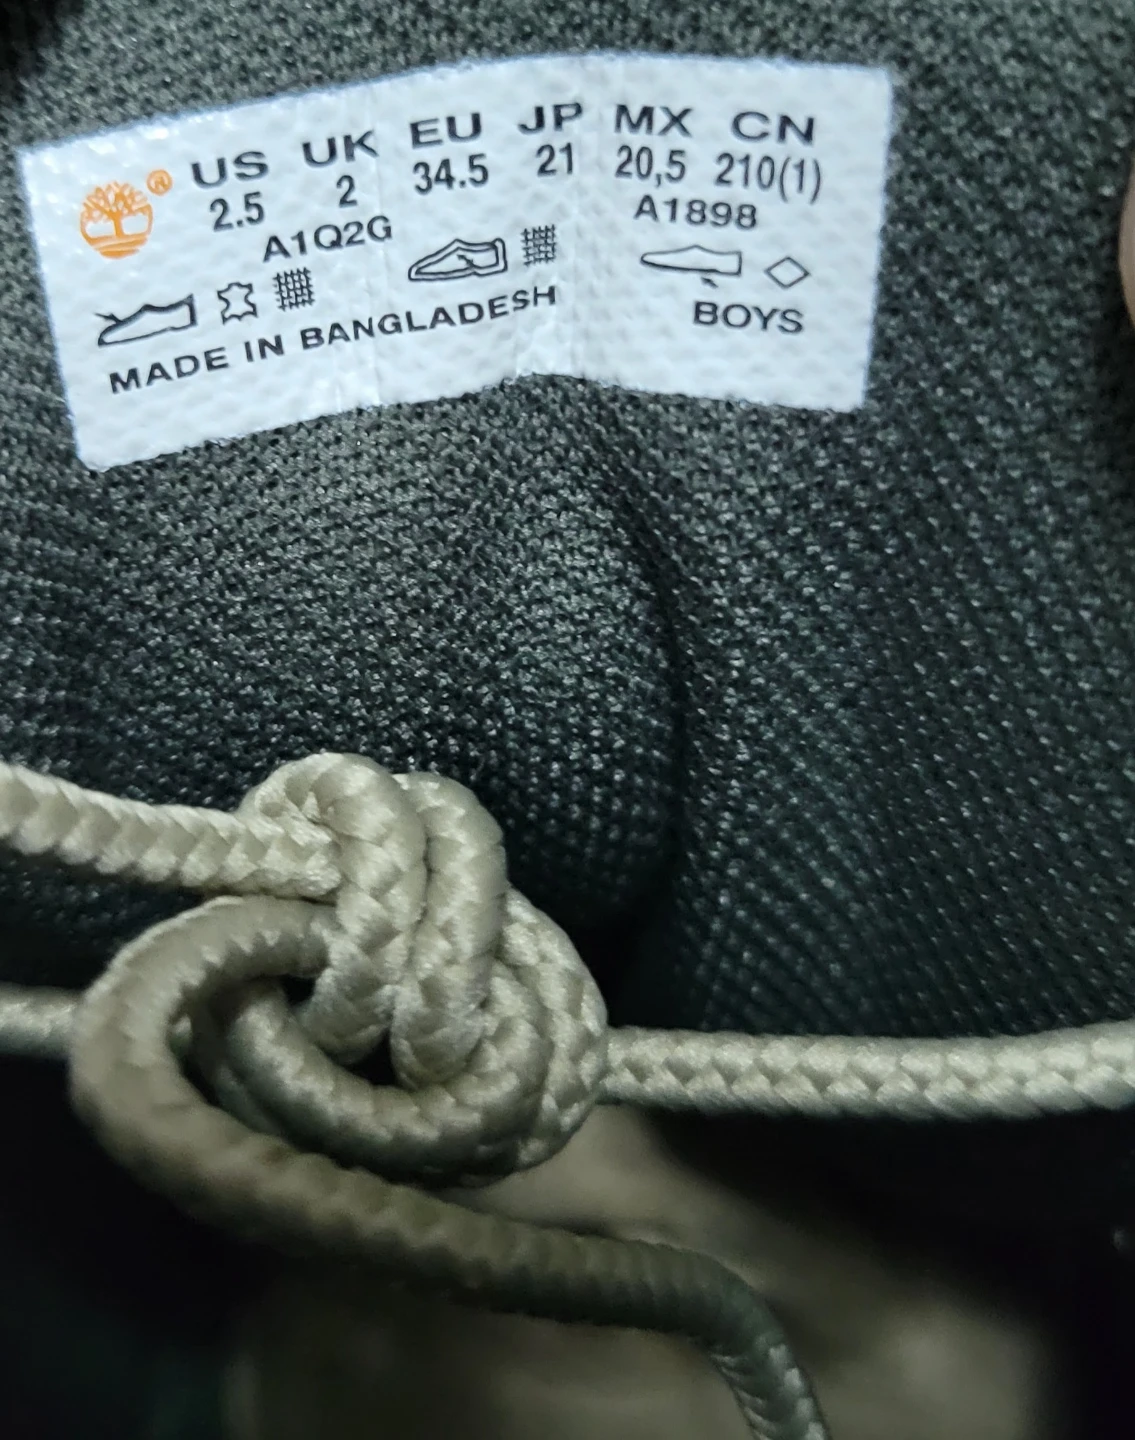 US UK EU JP MX CN
2.5 2 34.5 21 20,5 210(1)
A1Q2G A1898
MADE IN BANGLADESH BOYS
®